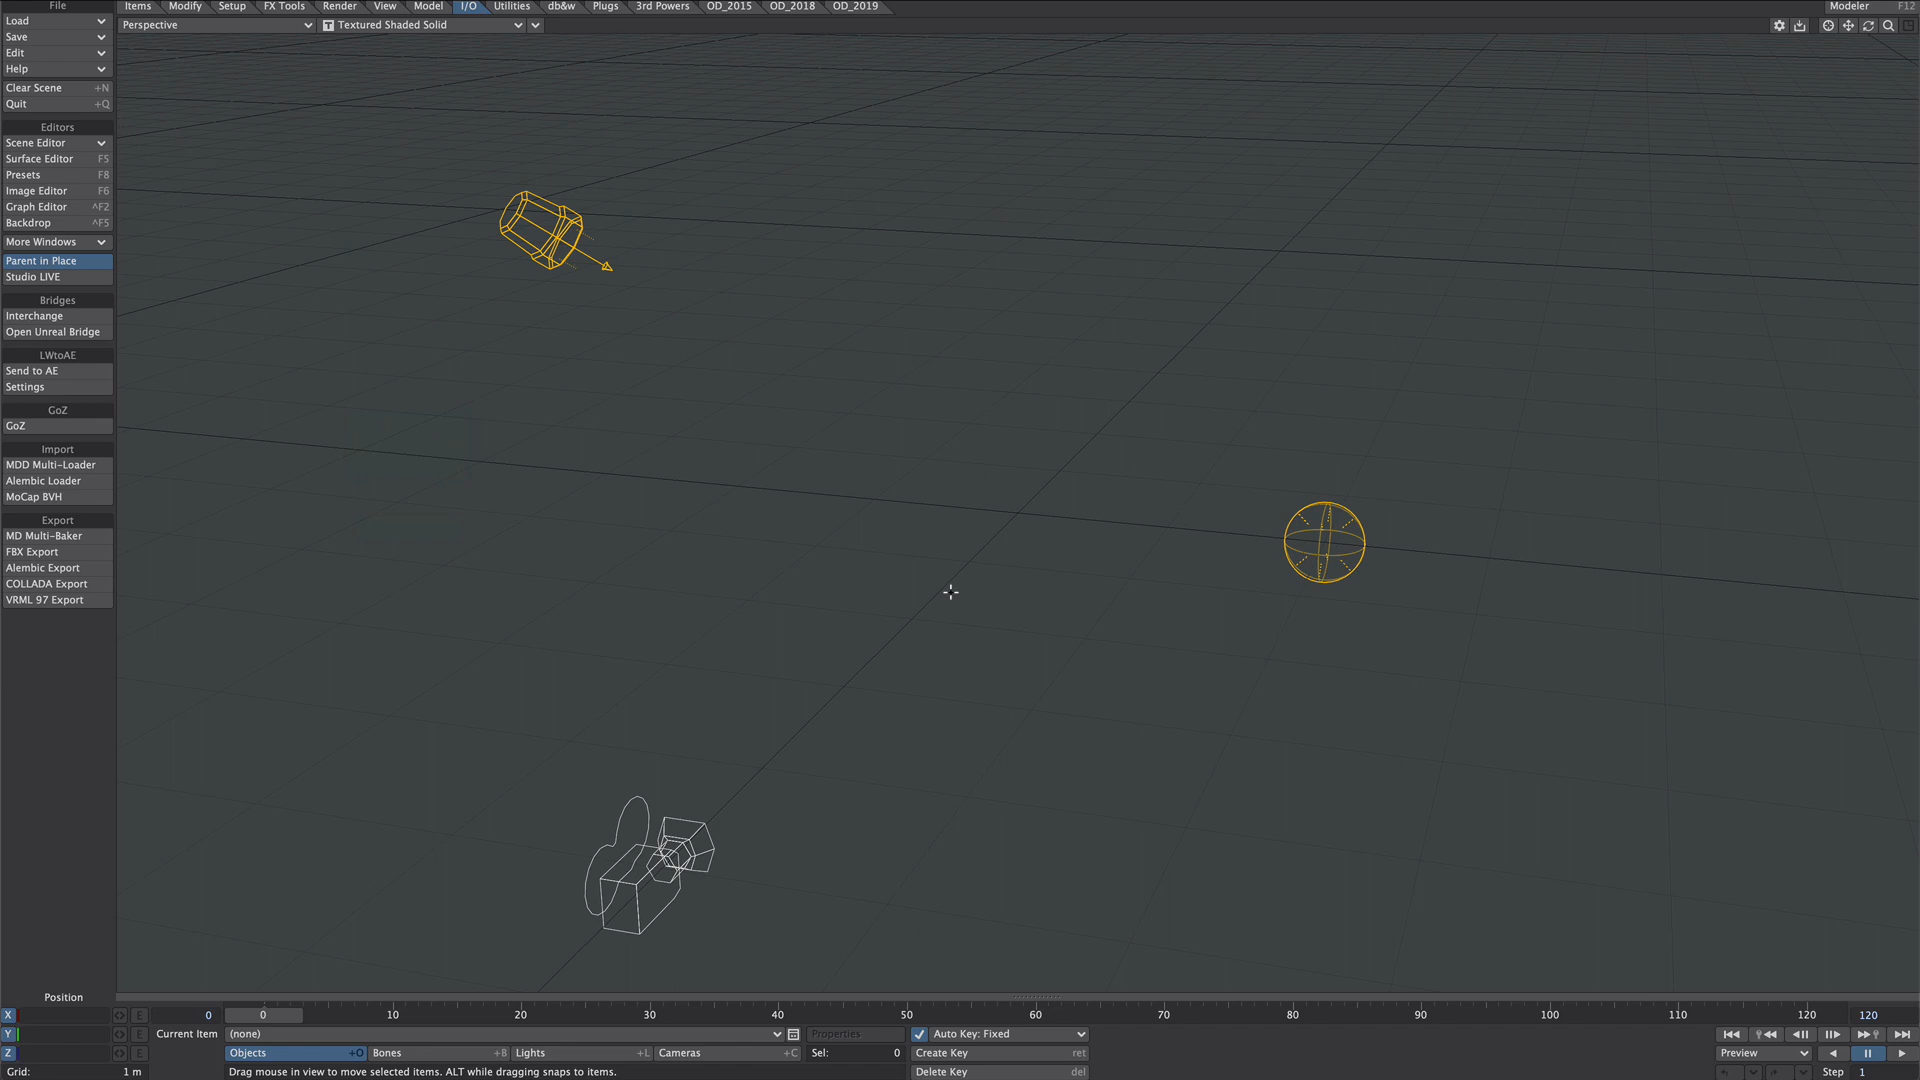 File Items Modify Setup FX Tools Render View Model I/O Utilities db&w Plugs 3rd Powers OD_2015 OD_2018 OD_2019 Modeler F12
Load
Perspective T Textured Shaded Solid
Save
Edit
Help
Clear Scene +N
Quit +Q
Editors
Scene Editor
Surface Editor F5
Presets F8
Image Editor F6
Graph Editor ^F2
Backdrop ^F5
More Windows
Parent in Place
Studio LIVE
Bridges
Interchange
Open Unreal Bridge
LWtoAE
Send to AE
Settings
GoZ
GoZ
Import
MDD Multi-Loader
Alembic Loader
MoCap BVH
Export
MD Multi-Baker
FBX Export
Alembic Export
COLLADA Export
VRML 97 Export
Position
X E 0 0 10 20 30 40 50 60 70 80 90 100 110 120 120
Y E Current Item (none) Properties Auto Key: Fixed
Z E Objects +O Bones +B Lights +L Cameras +C Sel: 0 Create Key ret Preview
Grid: 1 m Drag mouse in view to move selected items. ALT while dragging snaps to items. Delete Key del Step 1